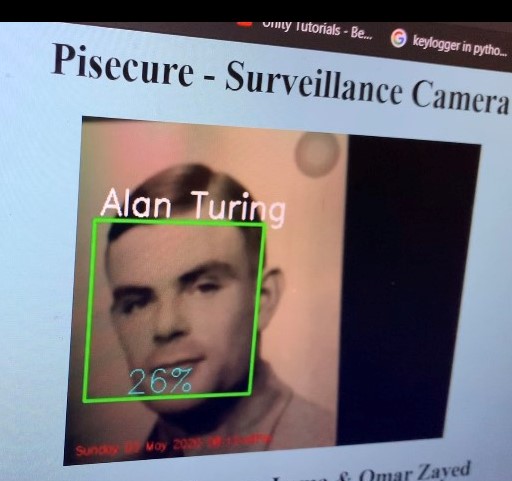 Unity Tutorials - Be...
keylogger in pytho...
Pisecure - Surveillance Camera
Alan Turing
26%
Sunday May 2020
& Omar Zayed